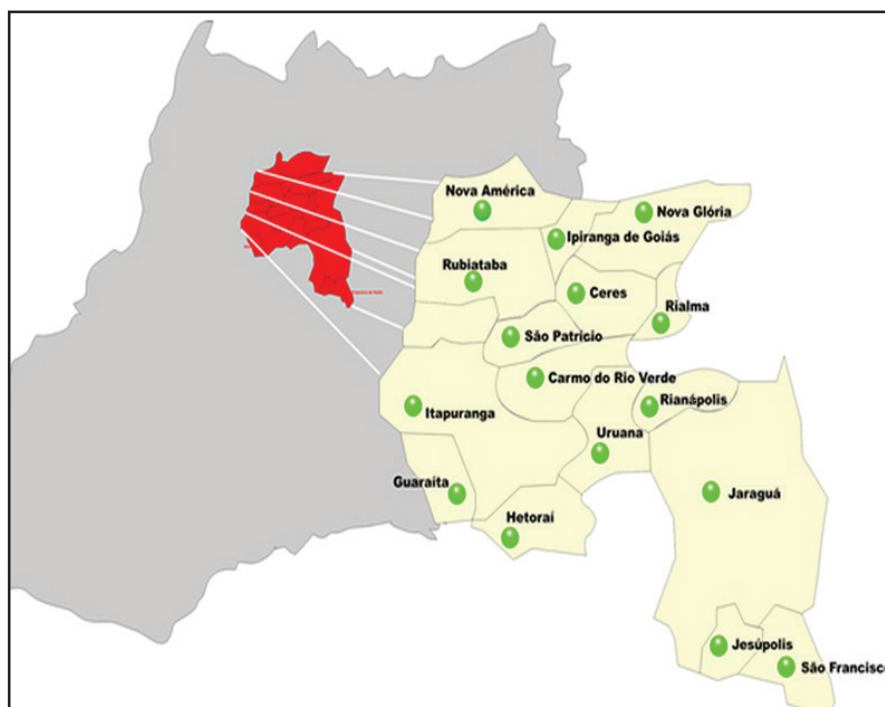 Nova América
Nova Glória
Ipiranga de Goiás
Rubiataba
Ceres
Rialma
São Patricio
Carmo do Rio Verde
Rianápolis
Itapuranga
Uruana
Guaraíta
Jaraguá
Hetoraí
Jesúpolis
São Francisco